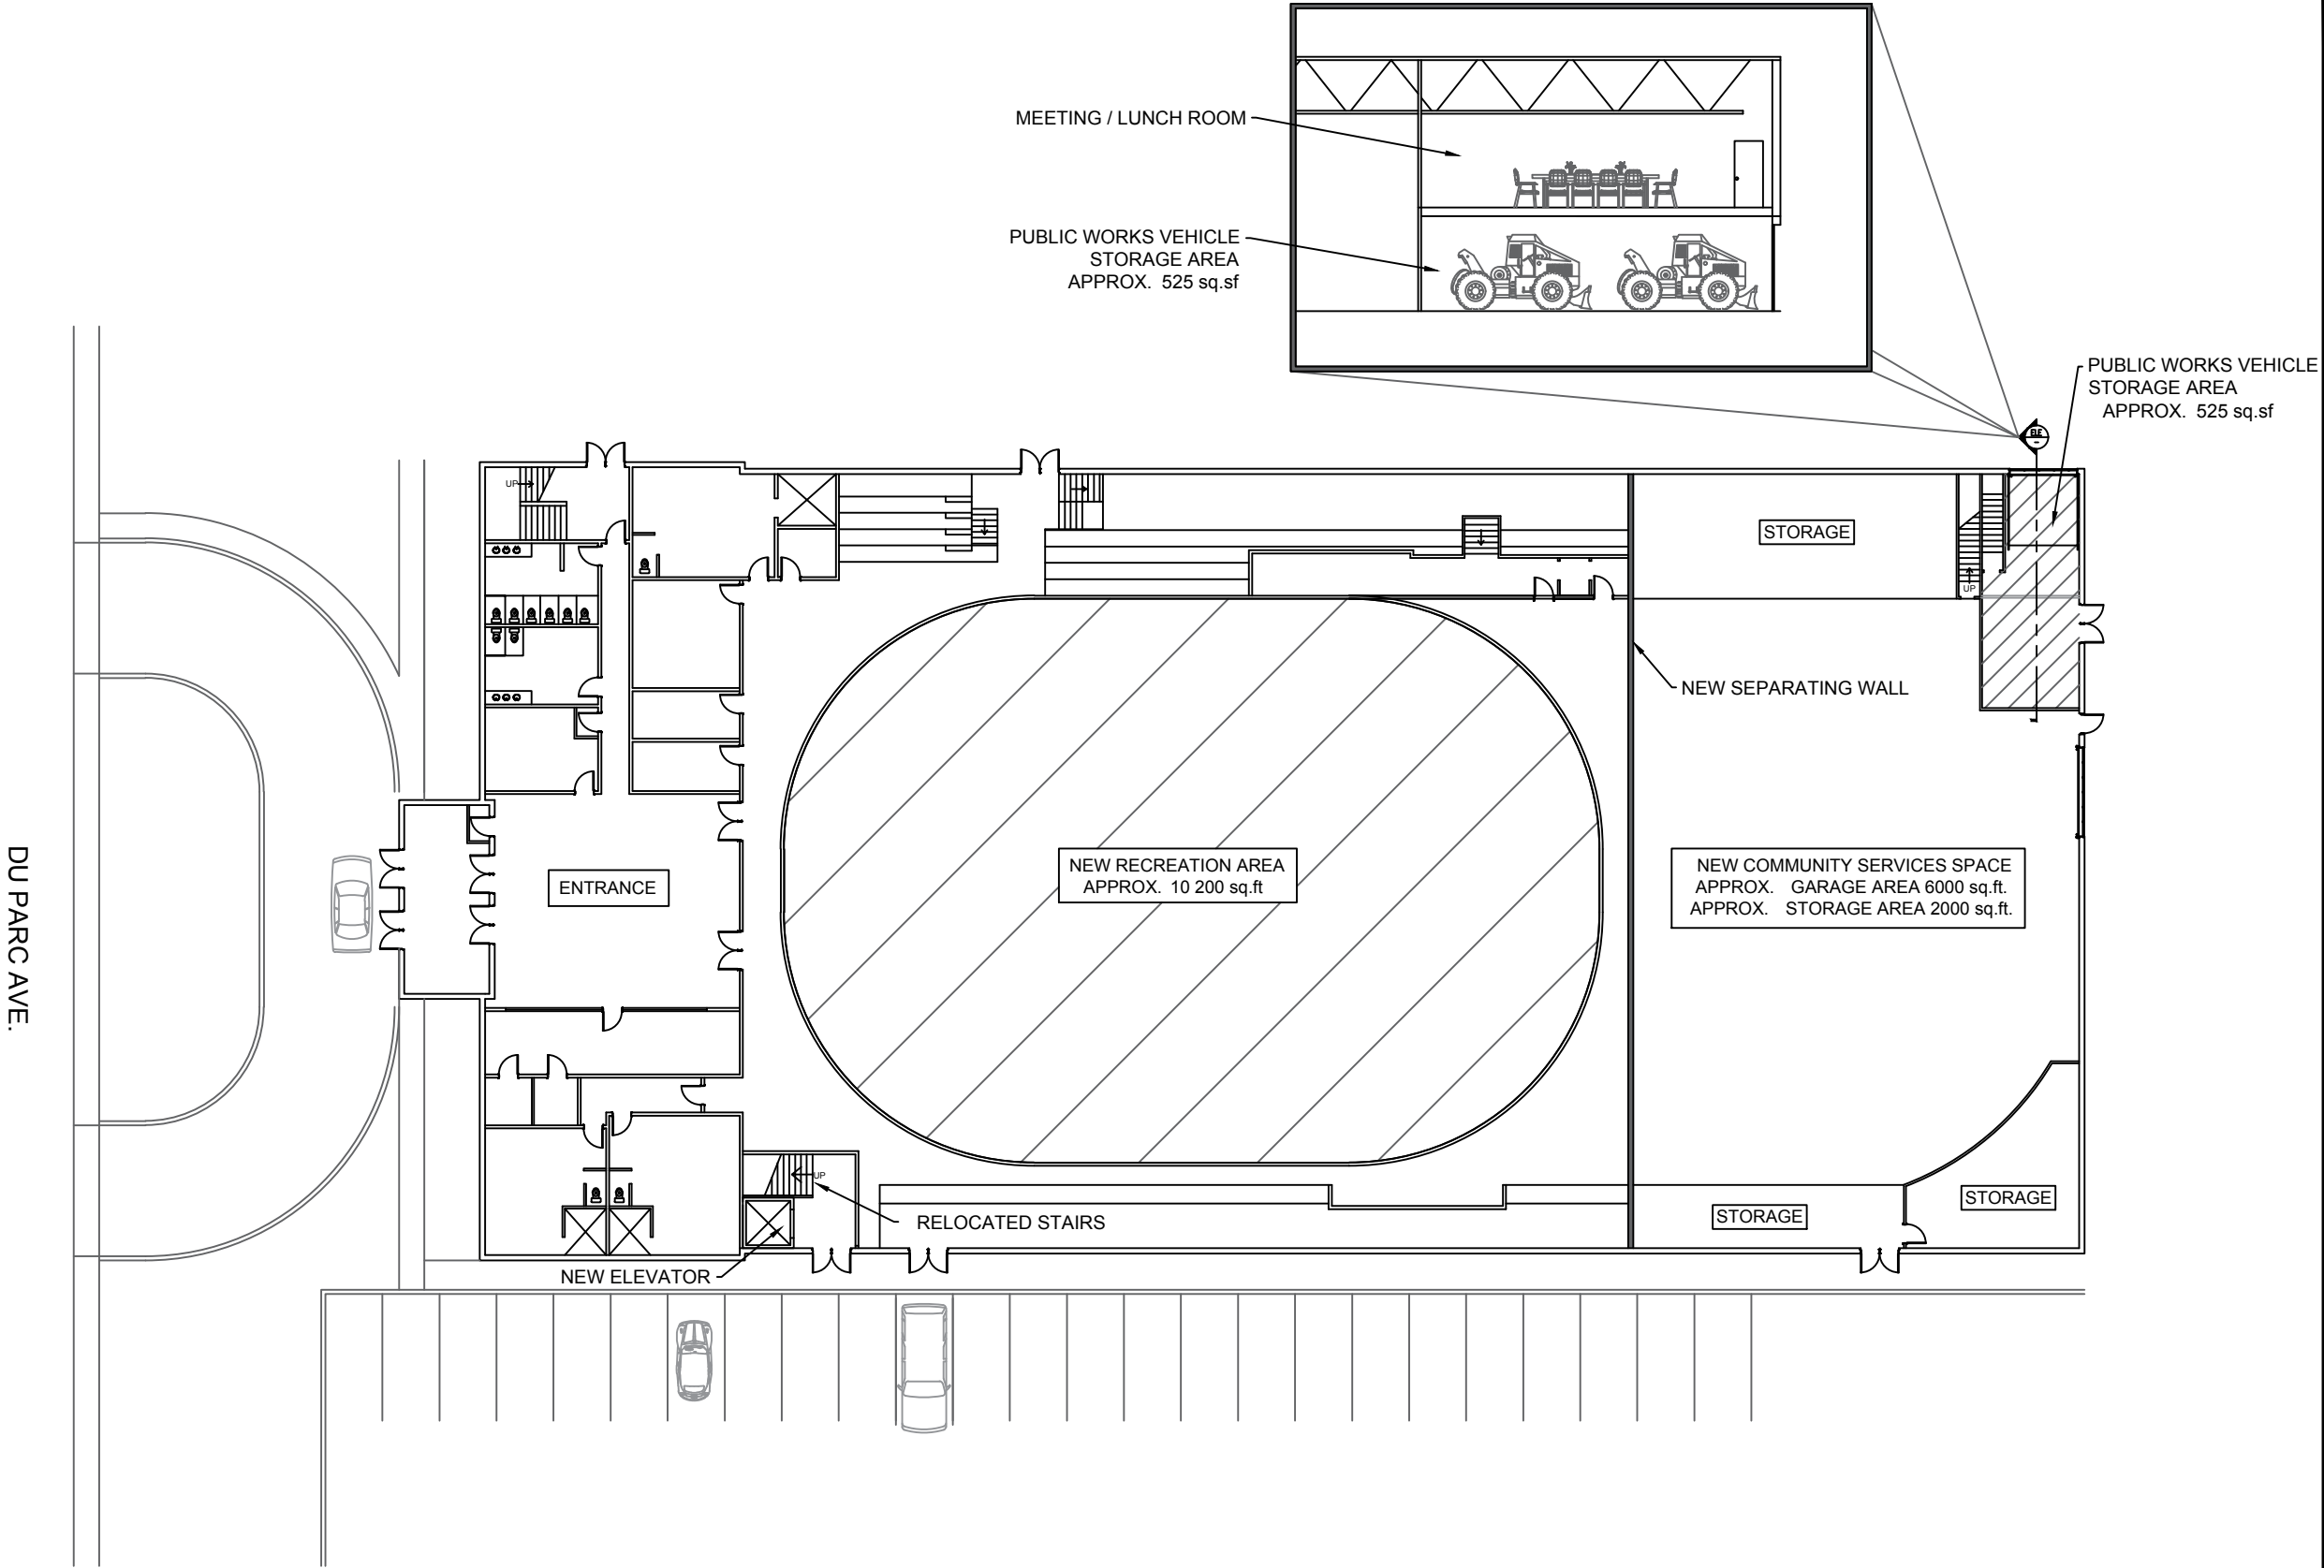 MEETING / LUNCH ROOM
PUBLIC WORKS VEHICLE
STORAGE AREA
APPROX. 525 sq.sf
PUBLIC WORKS VEHICLE
STORAGE AREA
APPROX. 525 sq.sf
ELE
UP
STORAGE
UP
NEW SEPARATING WALL
NEW RECREATION AREA
APPROX. 10 200 sq.ft
NEW COMMUNITY SERVICES SPACE
APPROX. GARAGE AREA 6000 sq.ft.
APPROX. STORAGE AREA 2000 sq.ft.
ENTRANCE
DU PARC AVE.
UP
RELOCATED STAIRS
STORAGE
STORAGE
NEW ELEVATOR